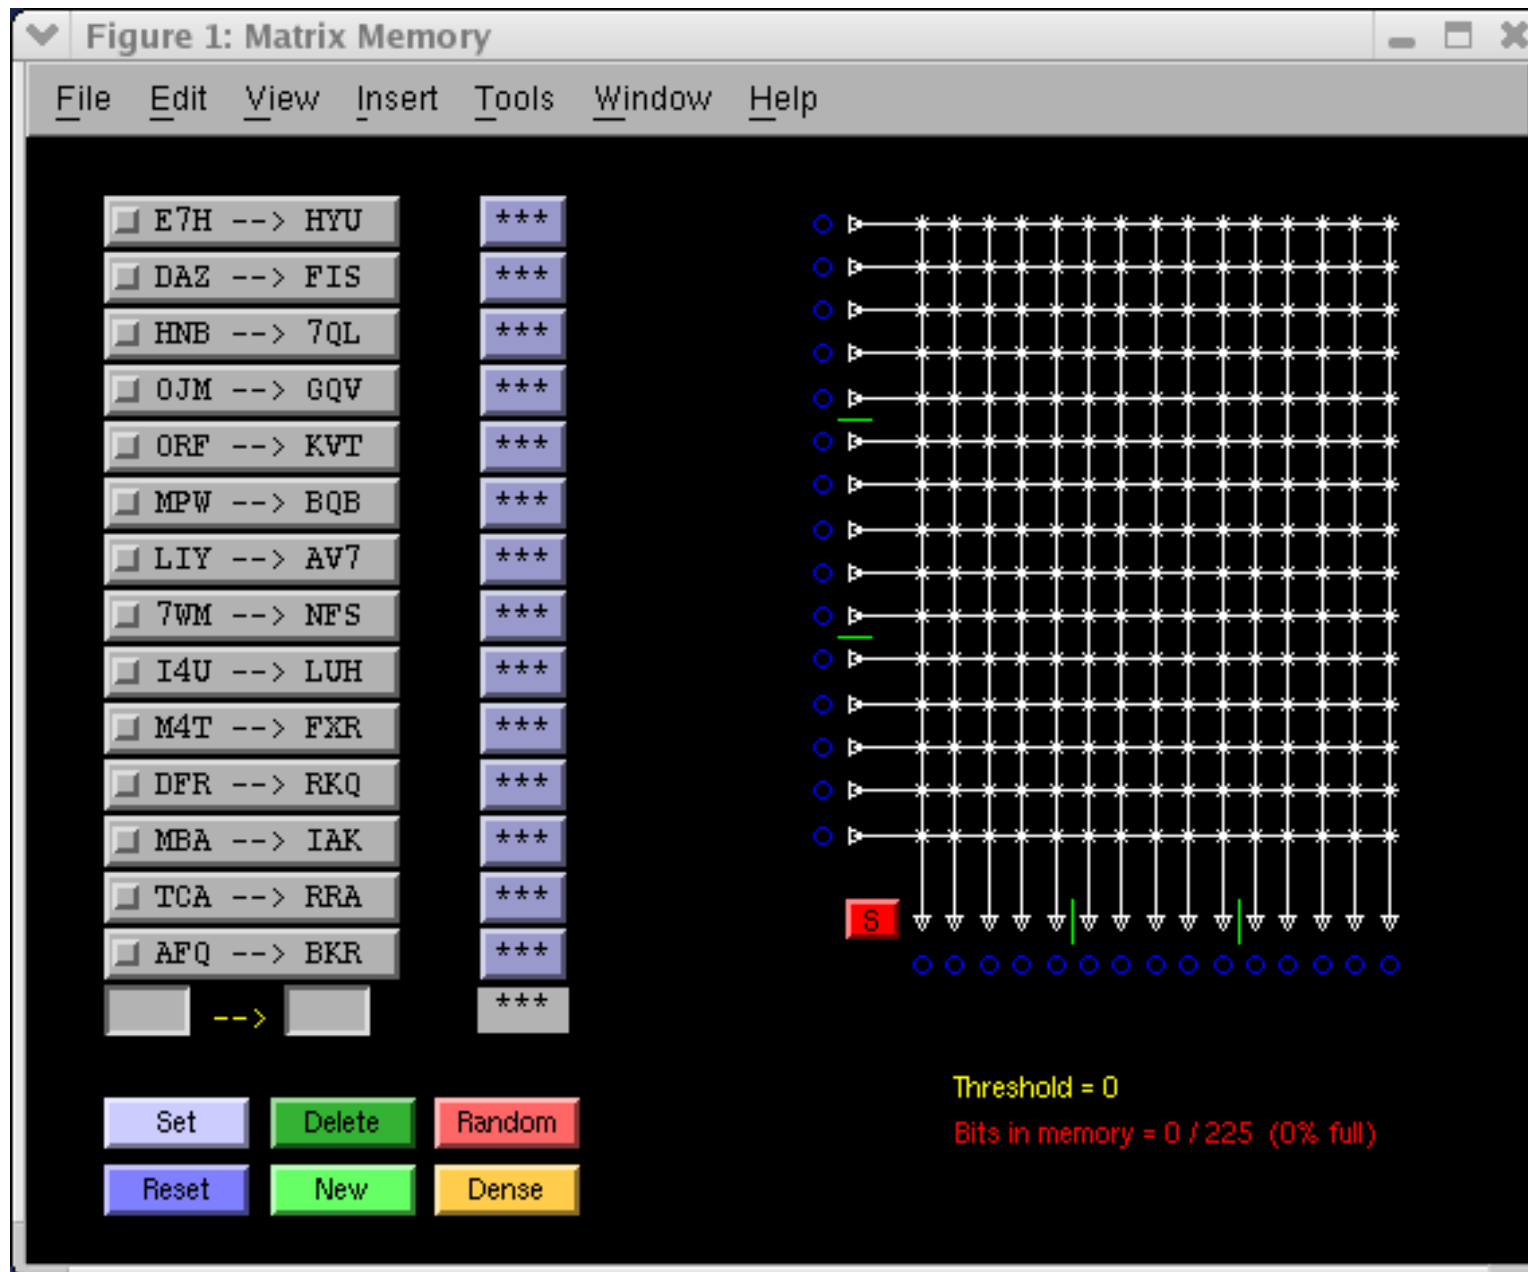 Figure 1: Matrix Memory
File Edit View Insert Tools Window Help
E7H --> HYU ***
DAZ --> FIS ***
HNB --> 7QL ***
OJM --> GQV ***
ORF --> KVT ***
MPW --> BQB ***
LIY --> AV7 ***
7WM --> NFS ***
I4U --> LUH ***
M4T --> FXR ***
DFR --> RKQ ***
MBA --> IAK ***
TCA --> RRA ***
AFQ --> BKR ***
--> ***
S
Threshold = 0
Bits in memory = 0 / 225 (0% full)
Set Delete Random
Reset New Dense